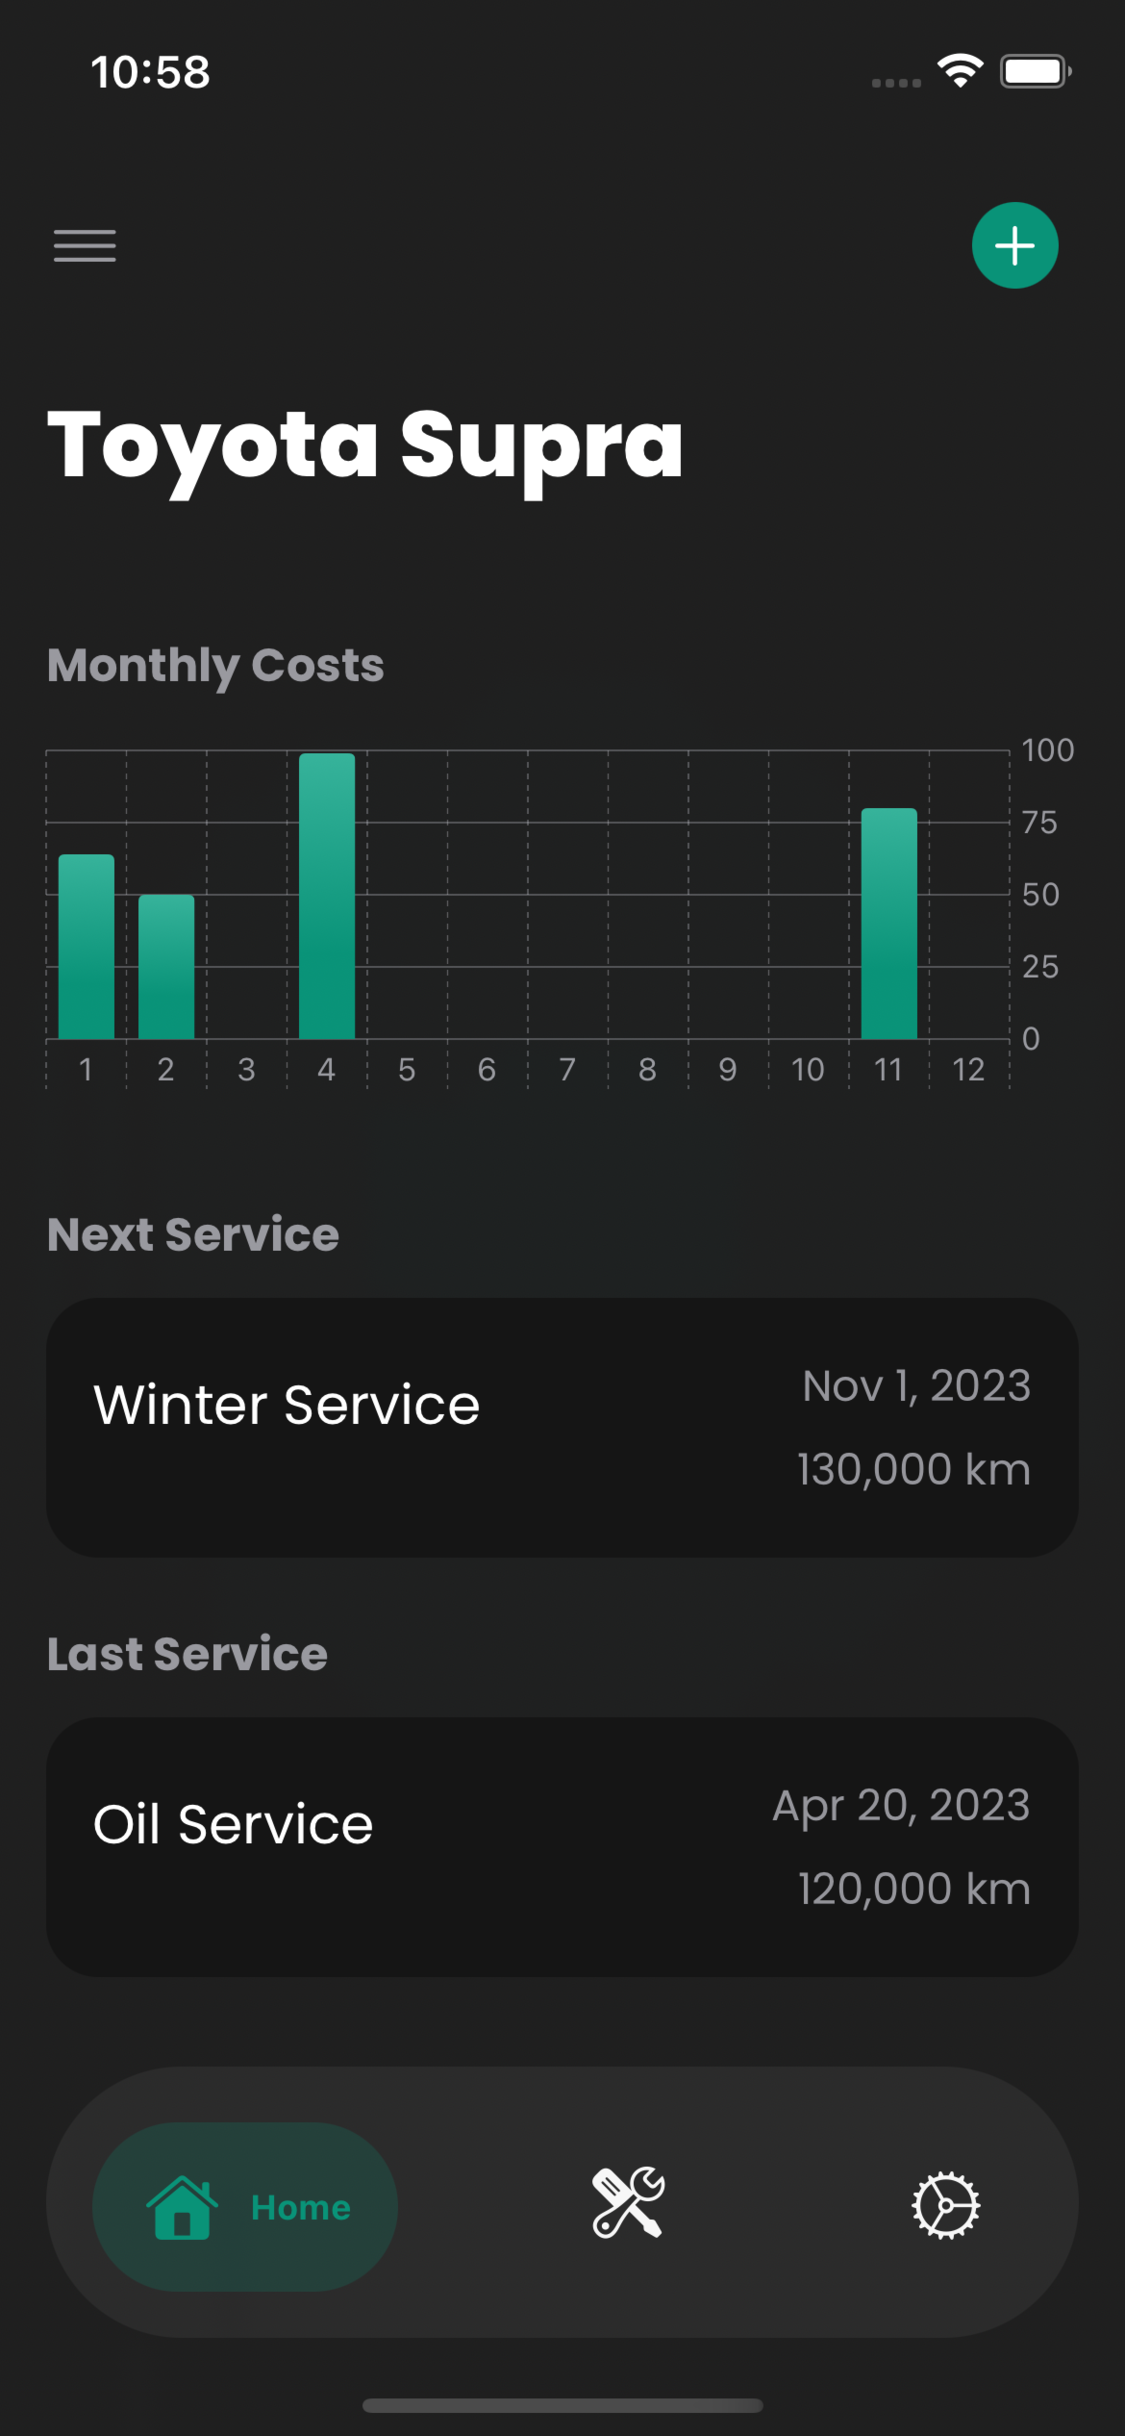 10:58
Toyota Supra
Monthly Costs
100
75
50
25
0
1 2 3 4 5 6 7 8 9 10 11 12
Next Service
Winter Service
Nov 1, 2023
130,000 km
Last Service
Oil Service
Apr 20, 2023
120,000 km
Home